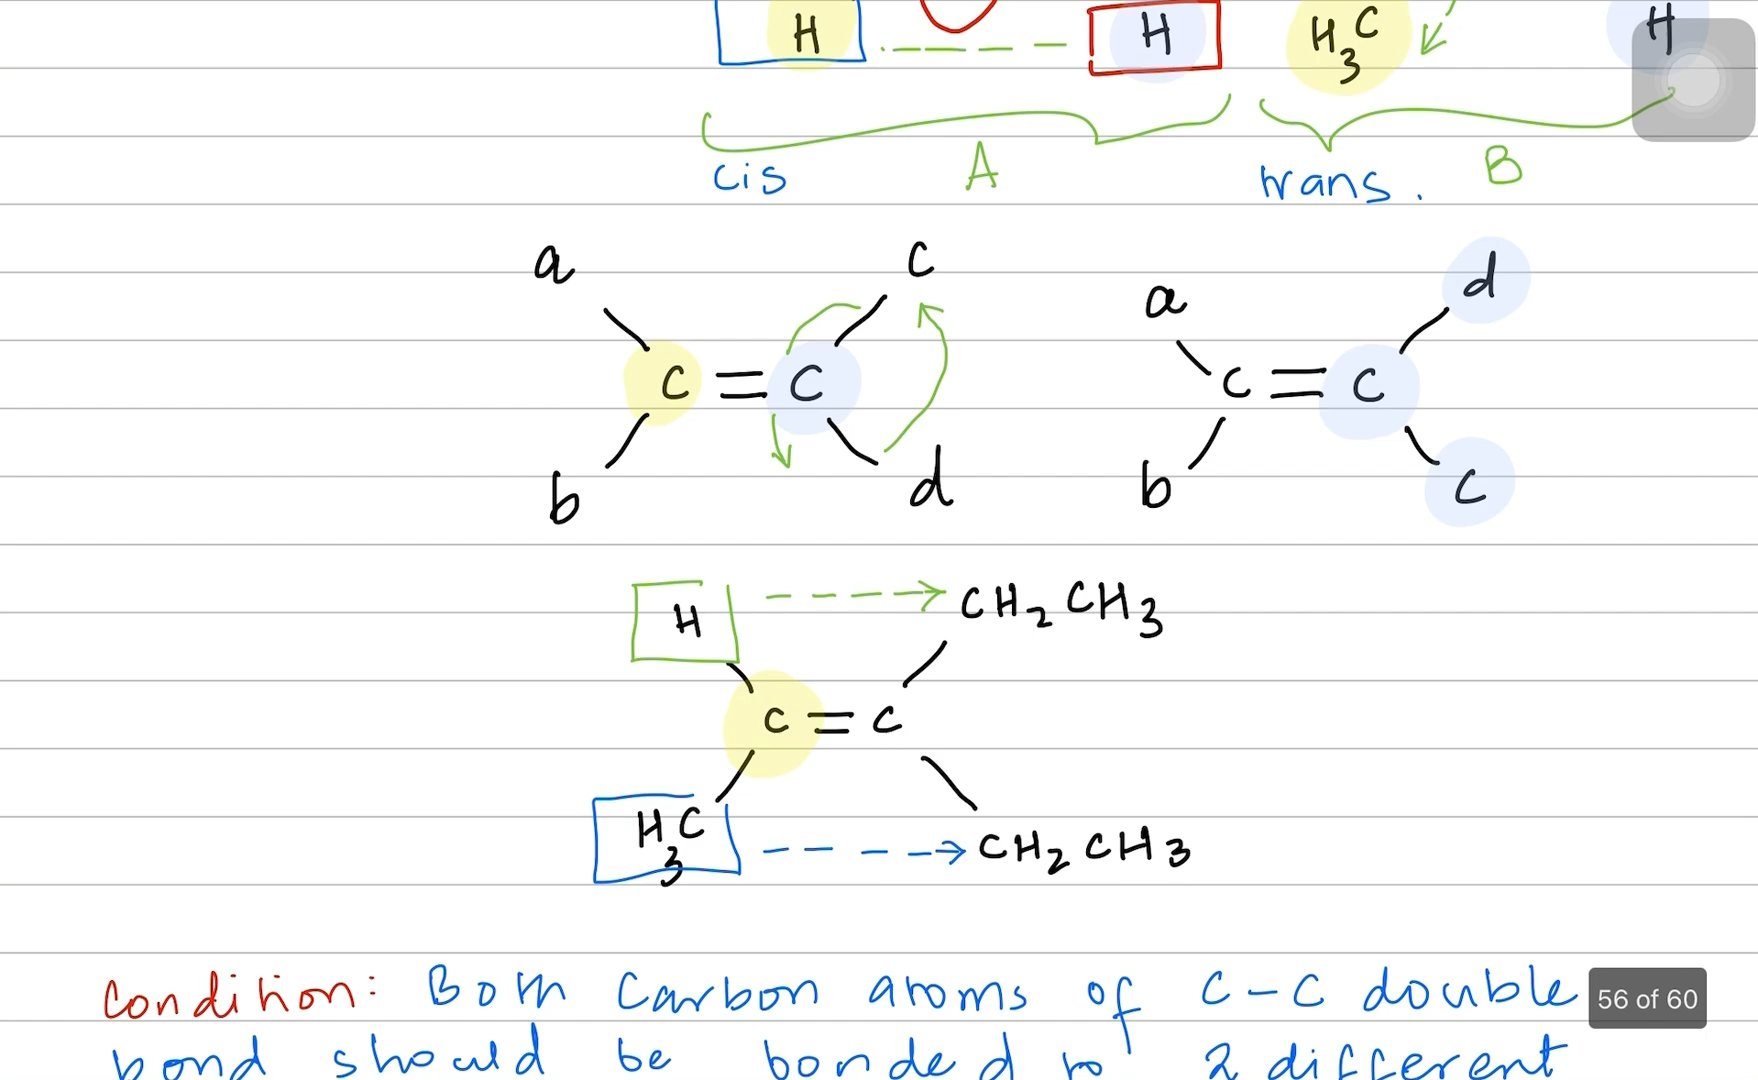 H H H₃C H
cis A trans. B
a c a d
C = C C = C
b d b c
H CH₂CH₃
C = C
H₃C CH₂CH₃
Condition: Both Carbon atoms of C-C double
56 of 60
bond should be bonded to 2 different